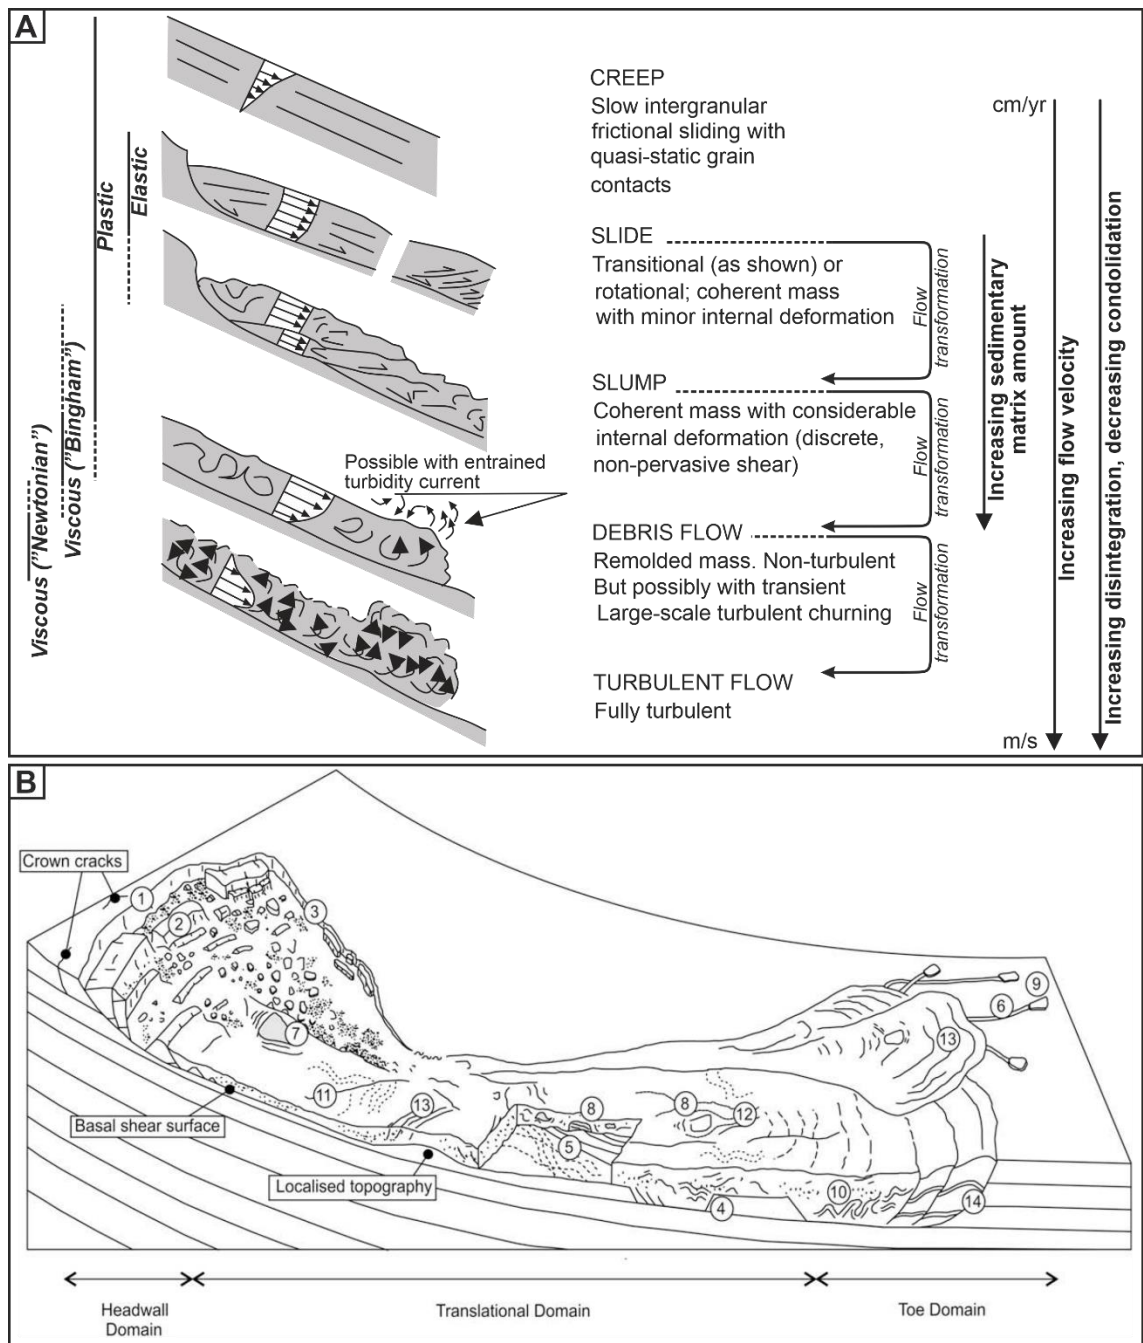 A
CREEP
Slow intergranular
frictional sliding with
quasi-static grain
contacts
cm/yr
Elastic
Plastic
SLIDE
Transitional (as shown) or
rotational; coherent mass
with minor internal deformation
Flow
transformation
SLUMP
Coherent mass with considerable
internal deformation (discrete,
non-pervasive shear)
Flow
transformation
Increasing sedimentary
matrix amount
Increasing flow velocity
Increasing disintegration, decreasing condolidation
Viscous ("Bingham")
Viscous ("Newtonian")
Possible with entrained
turbidity current
DEBRIS FLOW
Remolded mass. Non-turbulent
But possibly with transient
Large-scale turbulent churning
Flow
transformation
TURBULENT FLOW
Fully turbulent
m/s
B
Crown cracks
1
2
3
9
6
7
13
11
13
8
8
12
Basal shear surface
5
Localised topography
10
4
14
Headwall
Domain
Translational Domain
Toe Domain